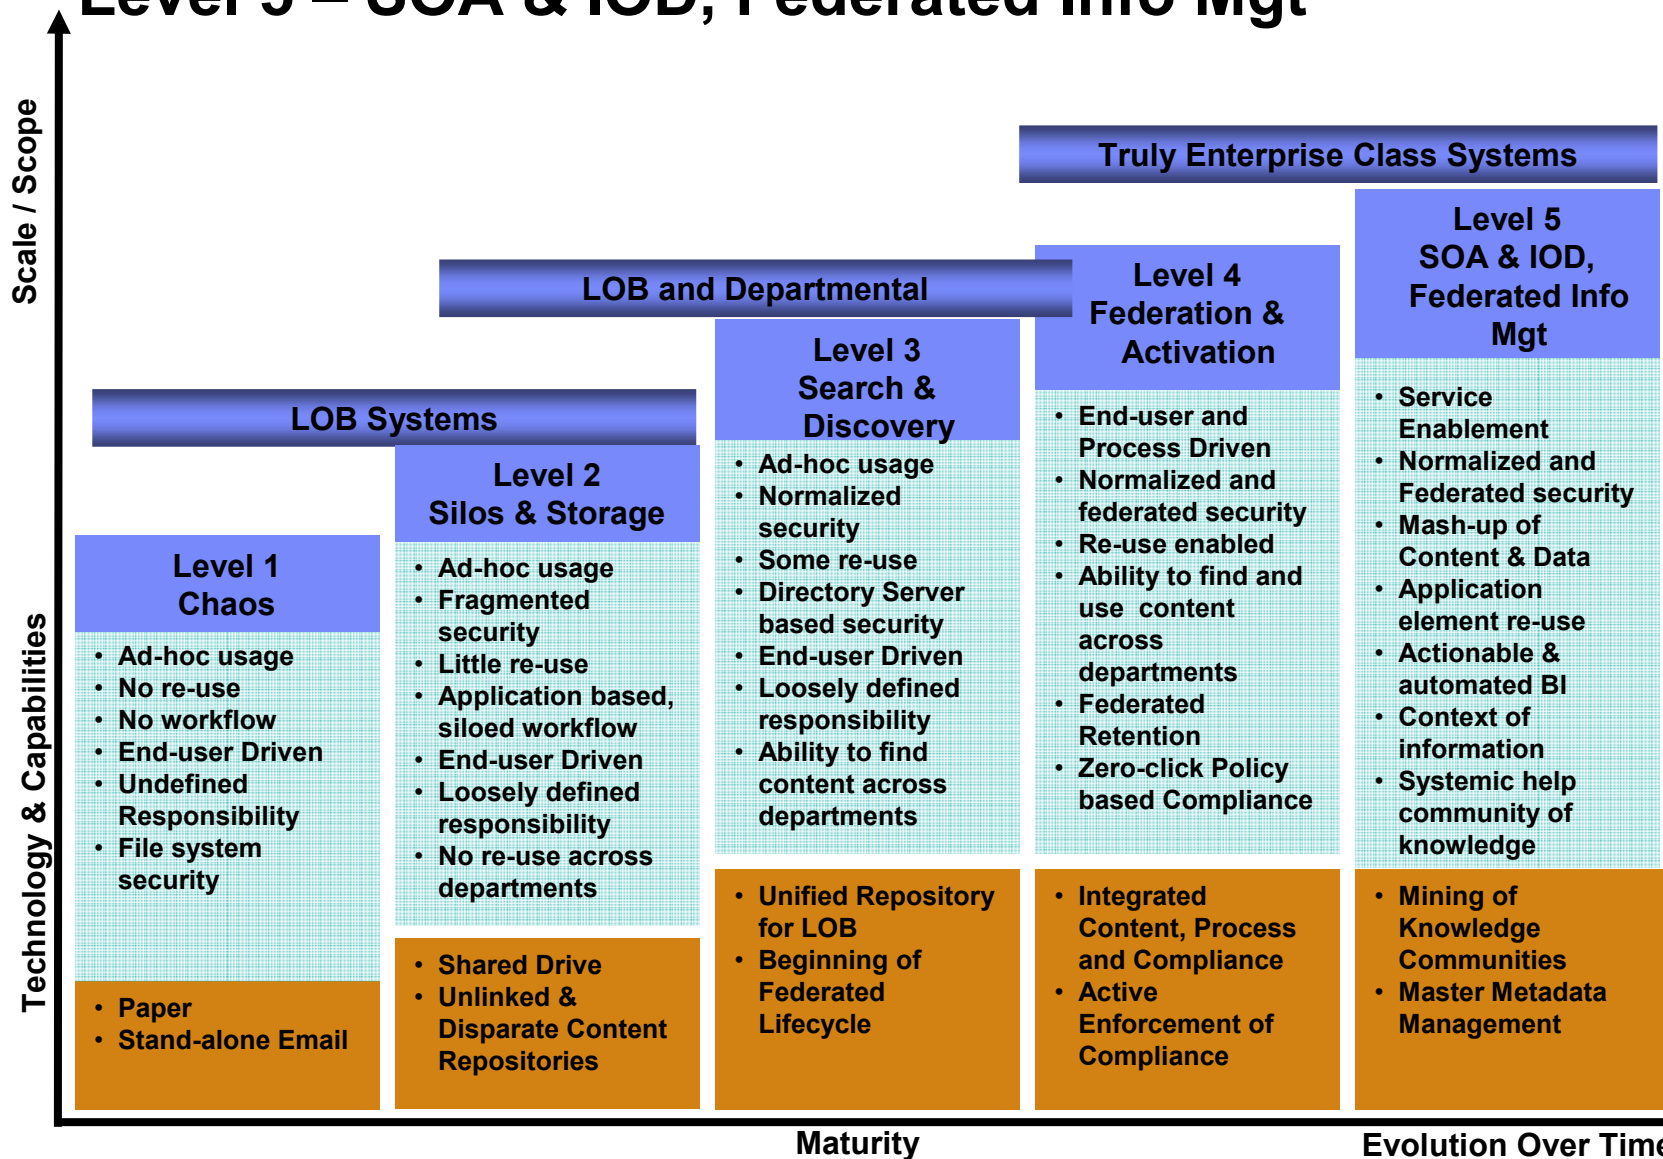 Level 5 – SOA & IOD, Federated Info Mgt
Scale / Scope
Technology & Capabilities
Truly Enterprise Class Systems
LOB and Departmental
LOB Systems
Level 1
Chaos
• Ad-hoc usage
• No re-use
• No workflow
• End-user Driven
• Undefined
Responsibility
• File system
security
• Paper
• Stand-alone Email
Level 2
Silos & Storage
• Ad-hoc usage
• Fragmented
security
• Little re-use
• Application based,
siloed workflow
• End-user Driven
• Loosely defined
responsibility
• No re-use across
departments
• Shared Drive
• Unlinked &
Disparate Content
Repositories
Level 3
Search &
Discovery
• Ad-hoc usage
• Normalized
security
• Some re-use
• Directory Server
based security
• End-user Driven
• Loosely defined
responsibility
• Ability to find
content across
departments
• Unified Repository
for LOB
• Beginning of
Federated
Lifecycle
Level 4
Federation &
Activation
• End-user and
Process Driven
• Normalized and
federated security
• Re-use enabled
• Ability to find and
use content
across
departments
• Federated
Retention
• Zero-click Policy
based Compliance
• Integrated
Content, Process
and Compliance
• Active
Enforcement of
Compliance
Level 5
SOA & IOD,
Federated Info
Mgt
• Service
Enablement
• Normalized and
Federated security
• Mash-up of
Content & Data
• Application
element re-use
• Actionable &
automated BI
• Context of
information
• Systemic help
community of
knowledge
• Mining of
Knowledge
Communities
• Master Metadata
Management
Maturity
Evolution Over Time